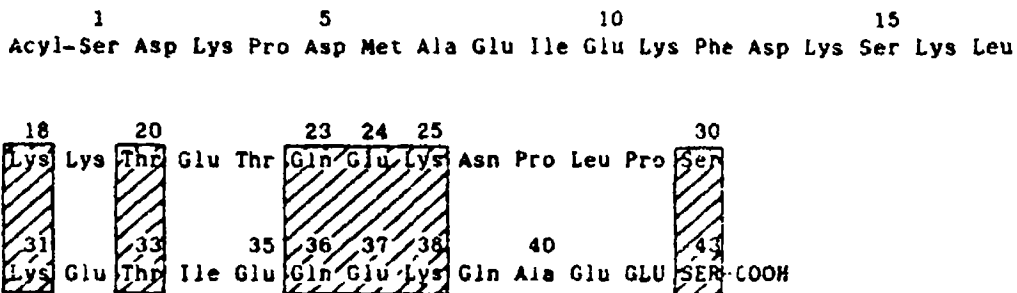 1 5 10 15
Acyl-Ser Asp Lys Pro Asp Met Ala Glu Ile Glu Lys Phe Asp Lys Ser Lys Leu
18 20 23 24 25 30
Lys Lys Thr Glu Thr Gln Glu Lys Asn Pro Leu Pro Ser
31 33 35 36 37 38 40 43
Lys Glu Thr Ile Glu Gln Glu Lys Gln Ala Glu GLU SER-COOH